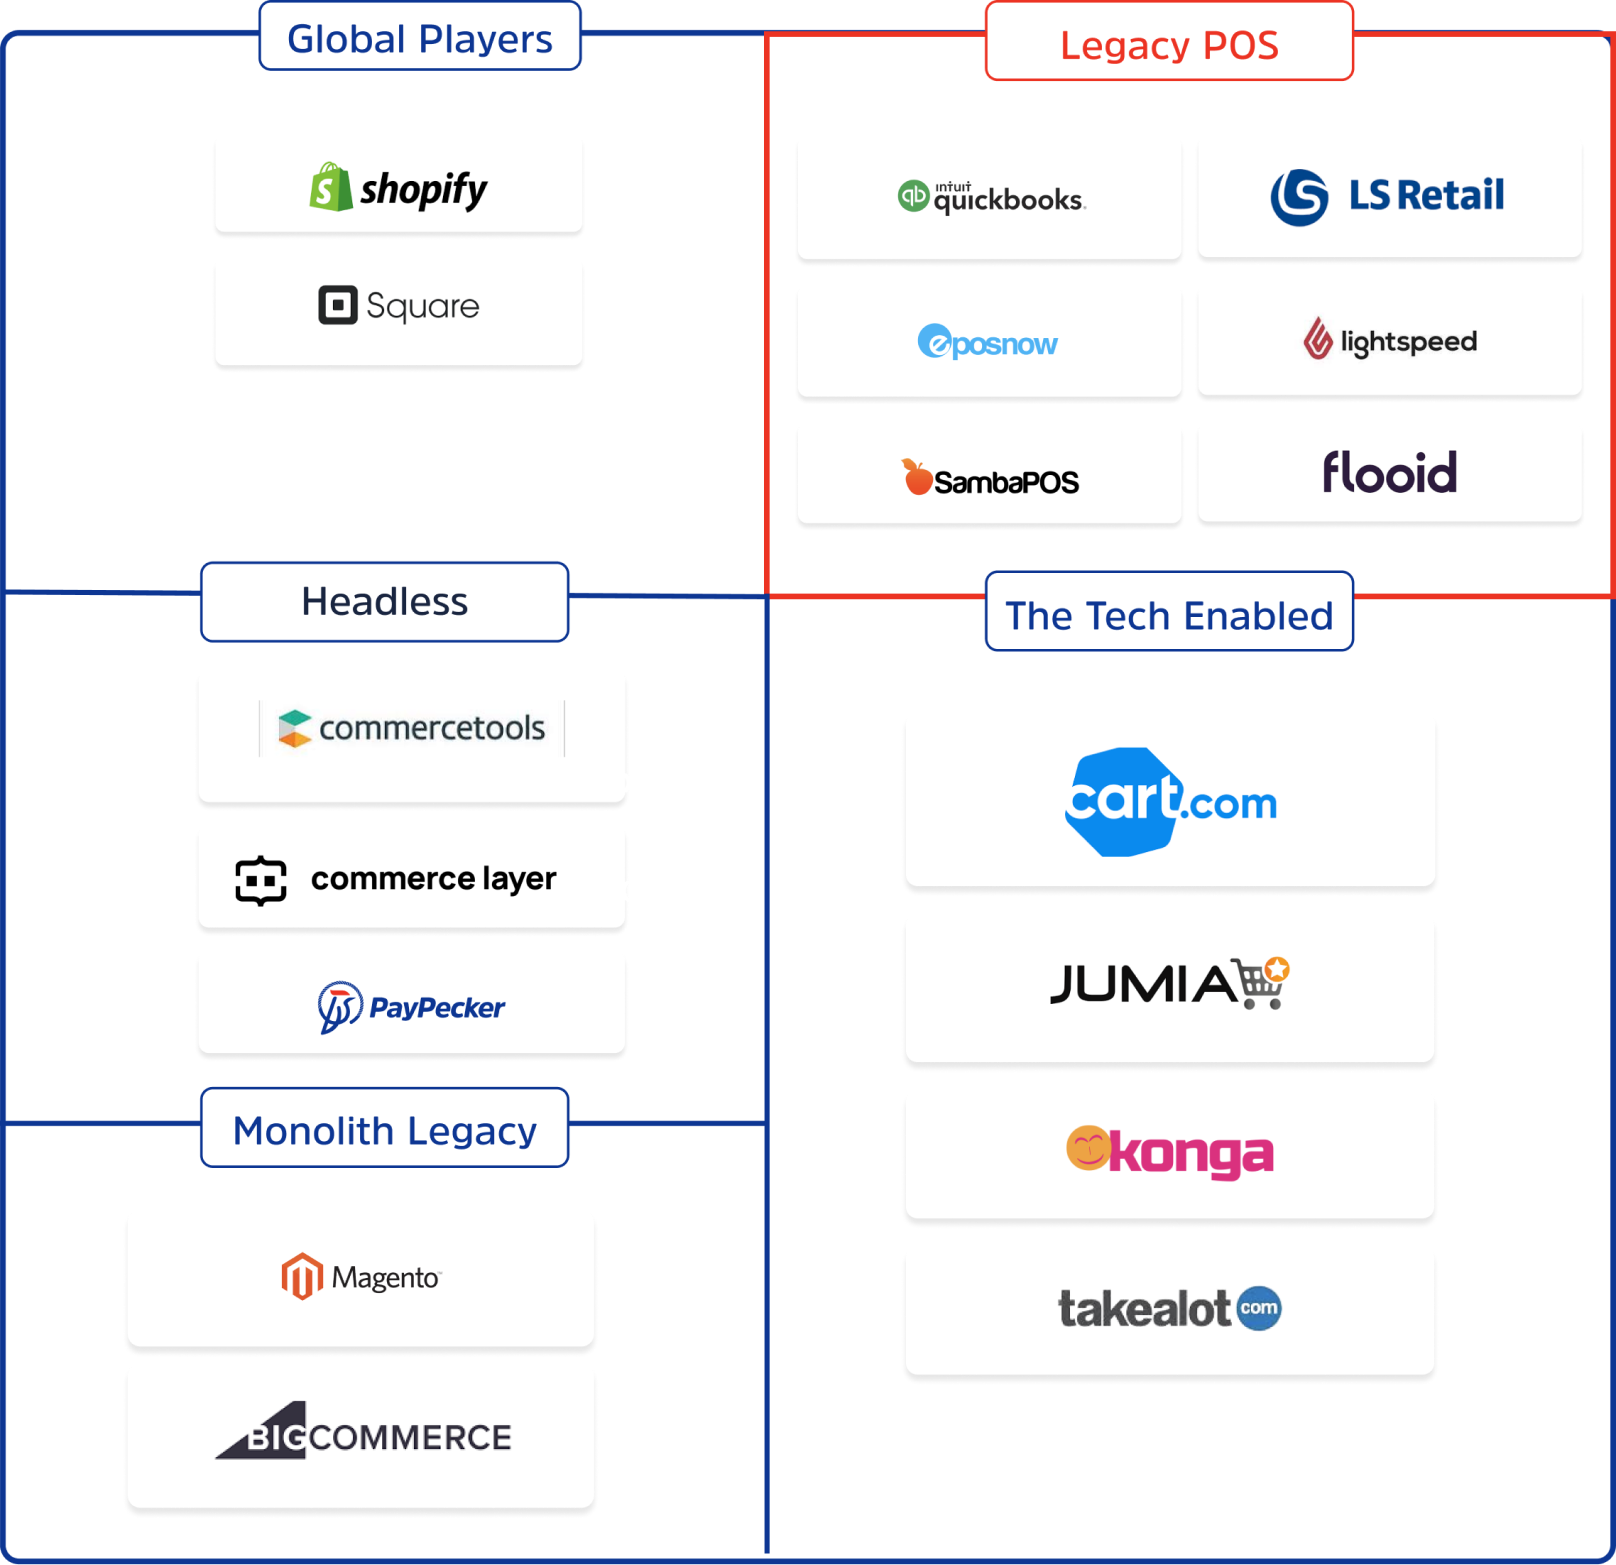 Global Players
shopify
Square
Legacy POS
intuit
quickbooks.
LS Retail
eposnow
lightspeed
SambaPOS
flooid
Headless
commercetools
commerce layer
PayPecker
The Tech Enabled
cart.com
JUMIA
konga
takealot com
Monolith Legacy
Magento
BIGCOMMERCE